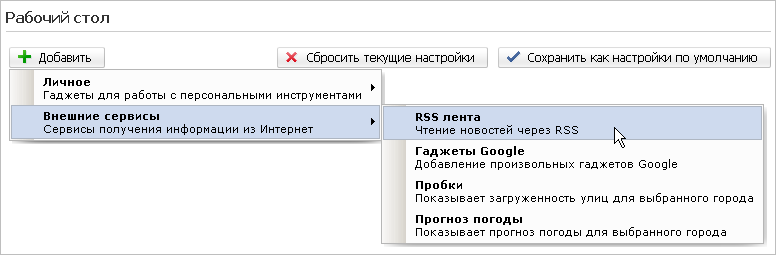 Рабочий стол
Добавить
Сбросить текущие настройки
Сохранить как настройки по умолчанию
Личное
Гаджеты для работы с персональными инструментами
Внешние сервисы
Сервисы получения информации из Интернет
RSS лента
Чтение новостей через RSS
Гаджеты Google
Добавление произвольных гаджетов Google
Пробки
Показывает загруженность улиц для выбранного города
Прогноз погоды
Показывает прогноз погоды для выбранного города